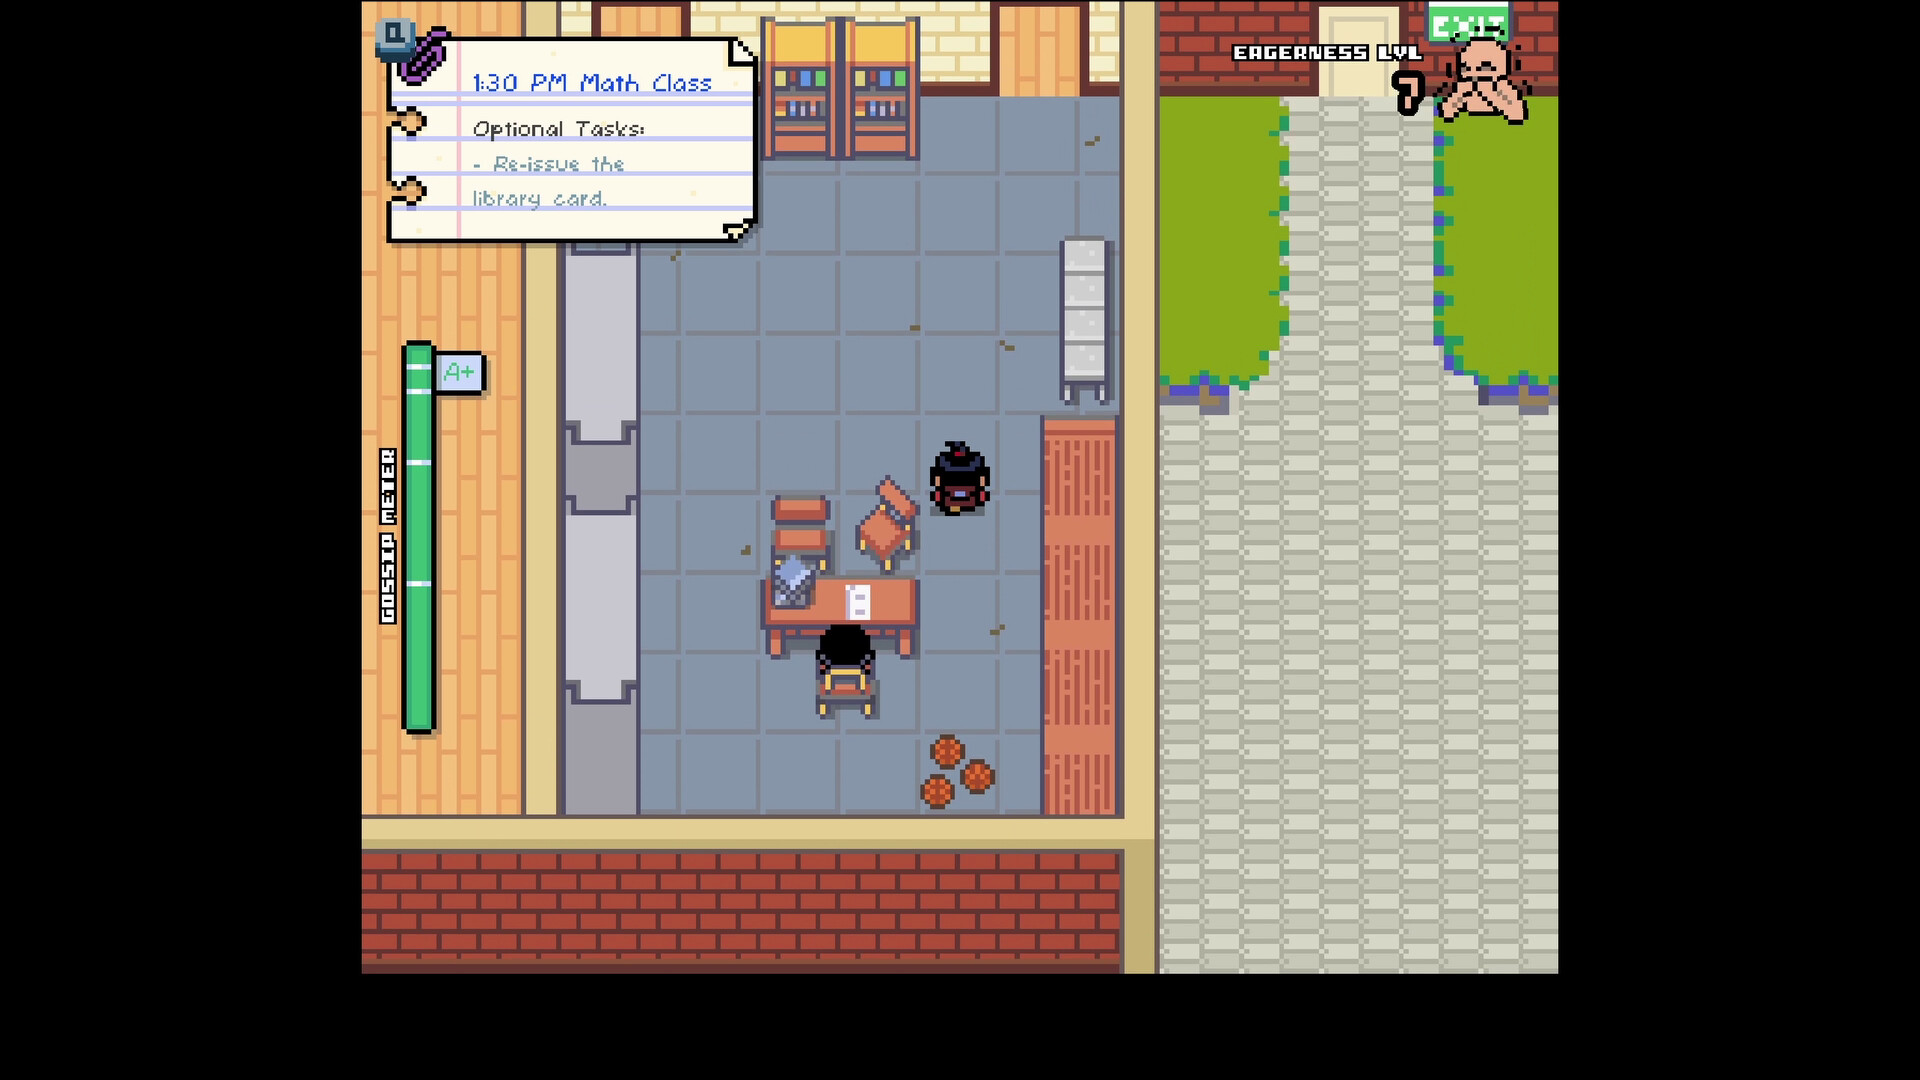 Q
1:30 PM Math Class
Optional Tasks:
- Re-issue the
library card.
EXIT
EAGERNESS LVL
7
A+
GOSSIP METER